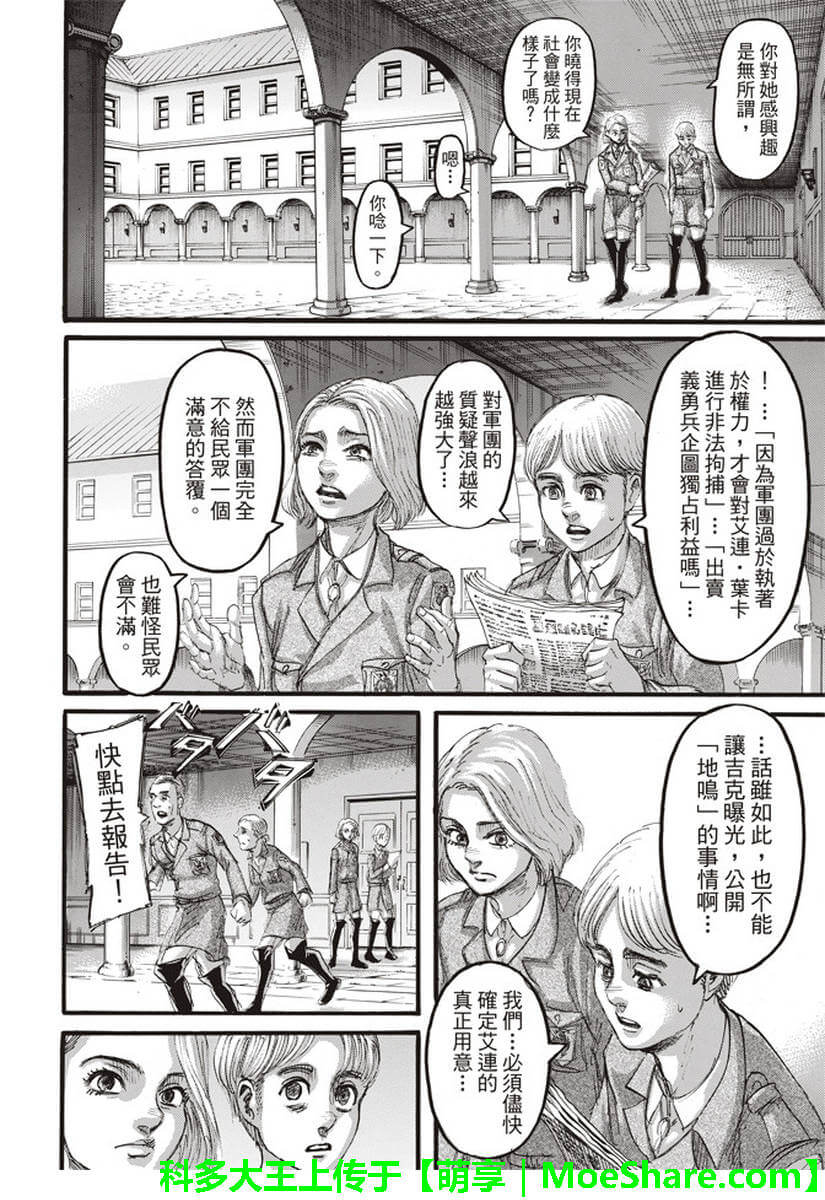 你對她感興趣
是無所謂，
你曉得現在
社會變成什麼
樣子了嗎？
嗯…
你唸一下。
！…「因為軍團過於執著
於權力，才會對艾連·葉卡
進行非法拘捕」…「出賣
義勇兵企圖獨占利益嗎」…
對軍團的
質疑聲浪越來
越強大了…
然而軍團完全
不給民眾一個
滿意的答覆。
也難怪民眾
會不滿。
…話雖如此，也不能
讓吉克曝光，公開
「地鳴」的事情啊…
我們…必須儘快
確定艾連的
真正用意…
バタバタ
快點去報告！
科多大王上传于【萌享】|MoeShare.com】